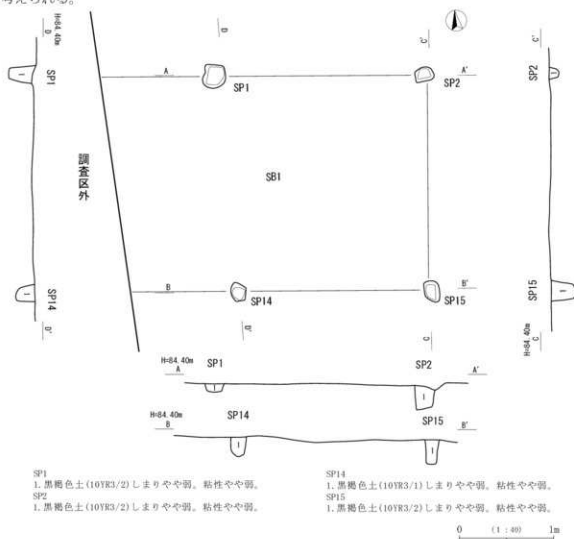 考えられる。
H=84.40m
D
D
C'
C'
SP1
A
SP1
SP2
A'
SP2
調査区外
SB1
SP14
B
SP14
SP15
B'
SP15
D'
D'
C
C
H=84.40m
H=84.40m
A
SP1
SP2
A'
H=84.40m
B
SP14
SP15
B'
SP1
1. 黒褐色土(10YR3/2)しまりやや弱。粘性やや弱。
SP2
1. 黒褐色土(10YR3/2)しまりやや弱。粘性やや弱。
SP14
1. 黒褐色土(10YR3/1)しまりやや弱。粘性やや弱。
SP15
1. 黒褐色土(10YR3/2)しまりやや弱。粘性やや弱。
0 (1:40) 1m